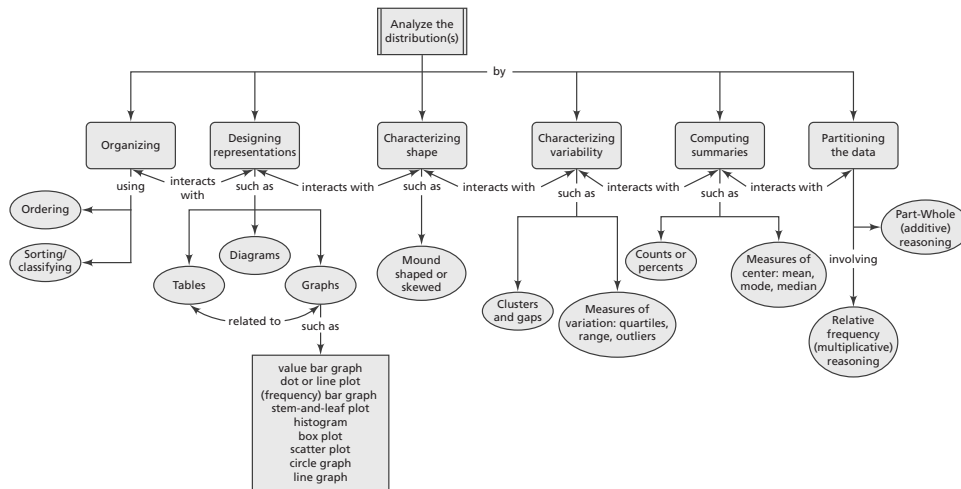 Analyze the
distribution(s)
by
Organizing
Designing
representations
Characterizing
shape
Characterizing
variability
Computing
summaries
Partitioning
the data
using
interacts
with
such as
interacts with
such as
interacts with
such as
interacts with
such as
interacts with
Ordering
Sorting/
classifying
Tables
Diagrams
Graphs
Mound
shaped or
skewed
Clusters
and gaps
Measures of
variation: quartiles,
range, outliers
Counts or
percents
Measures of
center: mean,
mode, median
Part-Whole
(additive)
reasoning
involving
Relative
frequency
(multiplicative)
reasoning
related to
such as
value bar graph
dot or line plot
(frequency) bar graph
stem-and-leaf plot
histogram
box plot
scatter plot
circle graph
line graph